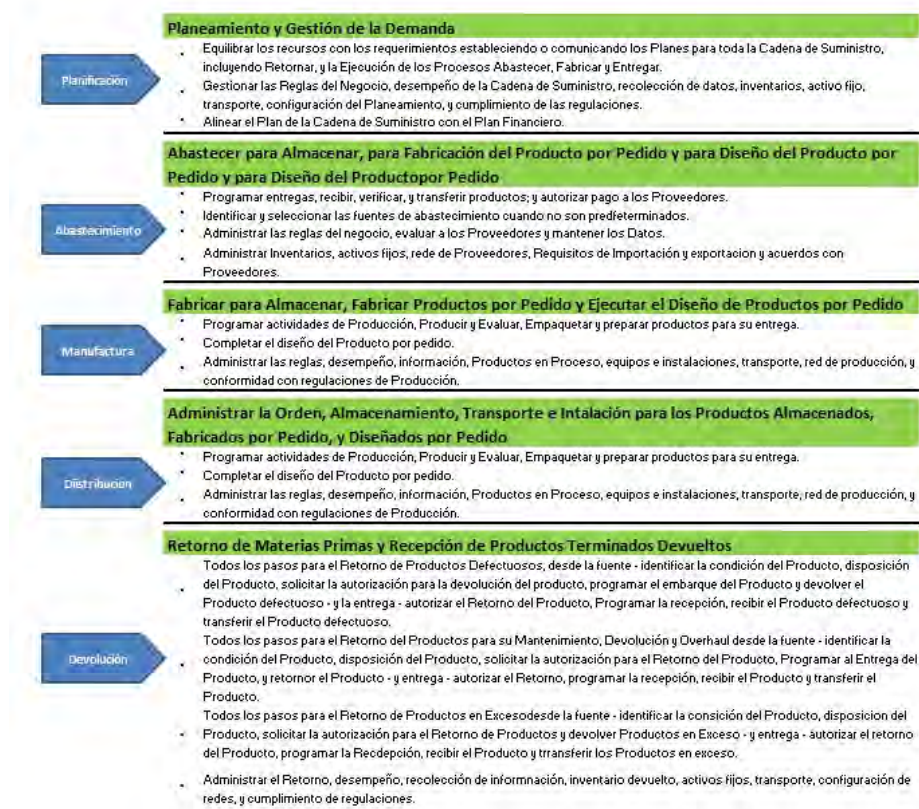 Planeamiento y Gestión de la Demanda
Planificación
• Equilibrar los recursos con los requerimientos estableciendo o comunicando los Planes para toda la Cadena de Suministro,
incluyendo Retornar, y la Ejecución de los Procesos Abastecer, Fabricar y Entregar.
• Gestionar las Reglas del Negocio, desempeño de la Cadena de Suministro, recolección de datos, inventarios, activo fijo,
transporte, configuración del Planeamiento, y cumplimiento de las regulaciones.
• Alinear el Plan de la Cadena de Suministro con el Plan Financiero.
Abastecer para Almacenar, para Fabricación del Producto por Pedido y para Diseño del Producto por
Pedido y para Diseño del Productopor Pedido
Abastecimiento
• Programar entregas, recibir, verificar, y transferir productos; y autorizar pago a los Proveedores.
• Identificar y seleccionar las fuentes de abastecimiento cuando no son predfeterminados.
• Administrar las reglas del negocio, evaluar a los Proveedores y mantener los Datos.
• Administrar Inventarios, activos fijos, rede de Proveedores, Requisitos de Importación y exportacion y acuerdos con
Proveedores.
Fabricar para Almacenar, Fabricar Productos por Pedido y Ejecutar el Diseño de Productos por Pedido
Manufactura
• Programar actividades de Producción, Producir y Evaluar, Empaquetar y preparar productos para su entrega.
• Completar el diseño del Producto por pedido.
• Administrar las reglas, desempeño, información, Productos en Proceso, equipos e instalaciones, transporte, red de producción, y
conformidad con regulaciones de Producción.
Administrar la Orden, Almacenamiento, Transporte e Intalación para los Productos Almacenados,
Fabricados por Pedido, y Diseñados por Pedido
Diistribucion
• Programar actividades de Producción, Producir y Evaluar, Empaquetar y preparar productos para su entrega.
• Completar el diseño del Producto por pedido.
• Administrar las reglas, desempeño, información, Productos en Proceso, equipos e instalaciones, transporte, red de producción, y
conformidad con regulaciones de Producción.
Retorno de Materias Primas y Recepción de Productos Terminados Devueltos
Devolución
• Todos los pasos para el Retorno de Productos Defectuosos, desde la fuente - identificar la condición del Producto, disposición
del Producto, solicitar la autorización para la devolución del producto, programar el embarque del Producto y devolver el
Producto defectuoso - y la entrega - autorizar el Retorno del Producto, Programar la recepción, recibir el Producto defectuoso y
transferir el Producto defectuoso.
• Todos los pasos para el Retorno del Productos para su Mantenimiento, Devolución y Overhaul desde la fuente - identificar la
condición del Producto, disposición del Producto, solicitar la autorización para el Retorno del Producto, Programar al Entrega del
Producto, y retornor el Producto - y entrega - autorizar el Retorno, programar la recepción, recibir el Producto y transferir el
Producto.
• Todos los pasos para el Retorno de Productos en Excesodesde la fuente - identificar la consición del Producto, disposicion del
Producto, solicitar la autorización para el Retorno de Productos y devolver Productos en Exceso - y entrega - autorizar el retorno
del Producto, programar la Recdepción, recibir el Producto y ttransferir los Productos en exceso.
• Administrar el Retorno, desempeño, recolección de informnación, inventario devuelto, activos fijos, transporte, configuración de
redes, y cumplimiento de regulaciones.